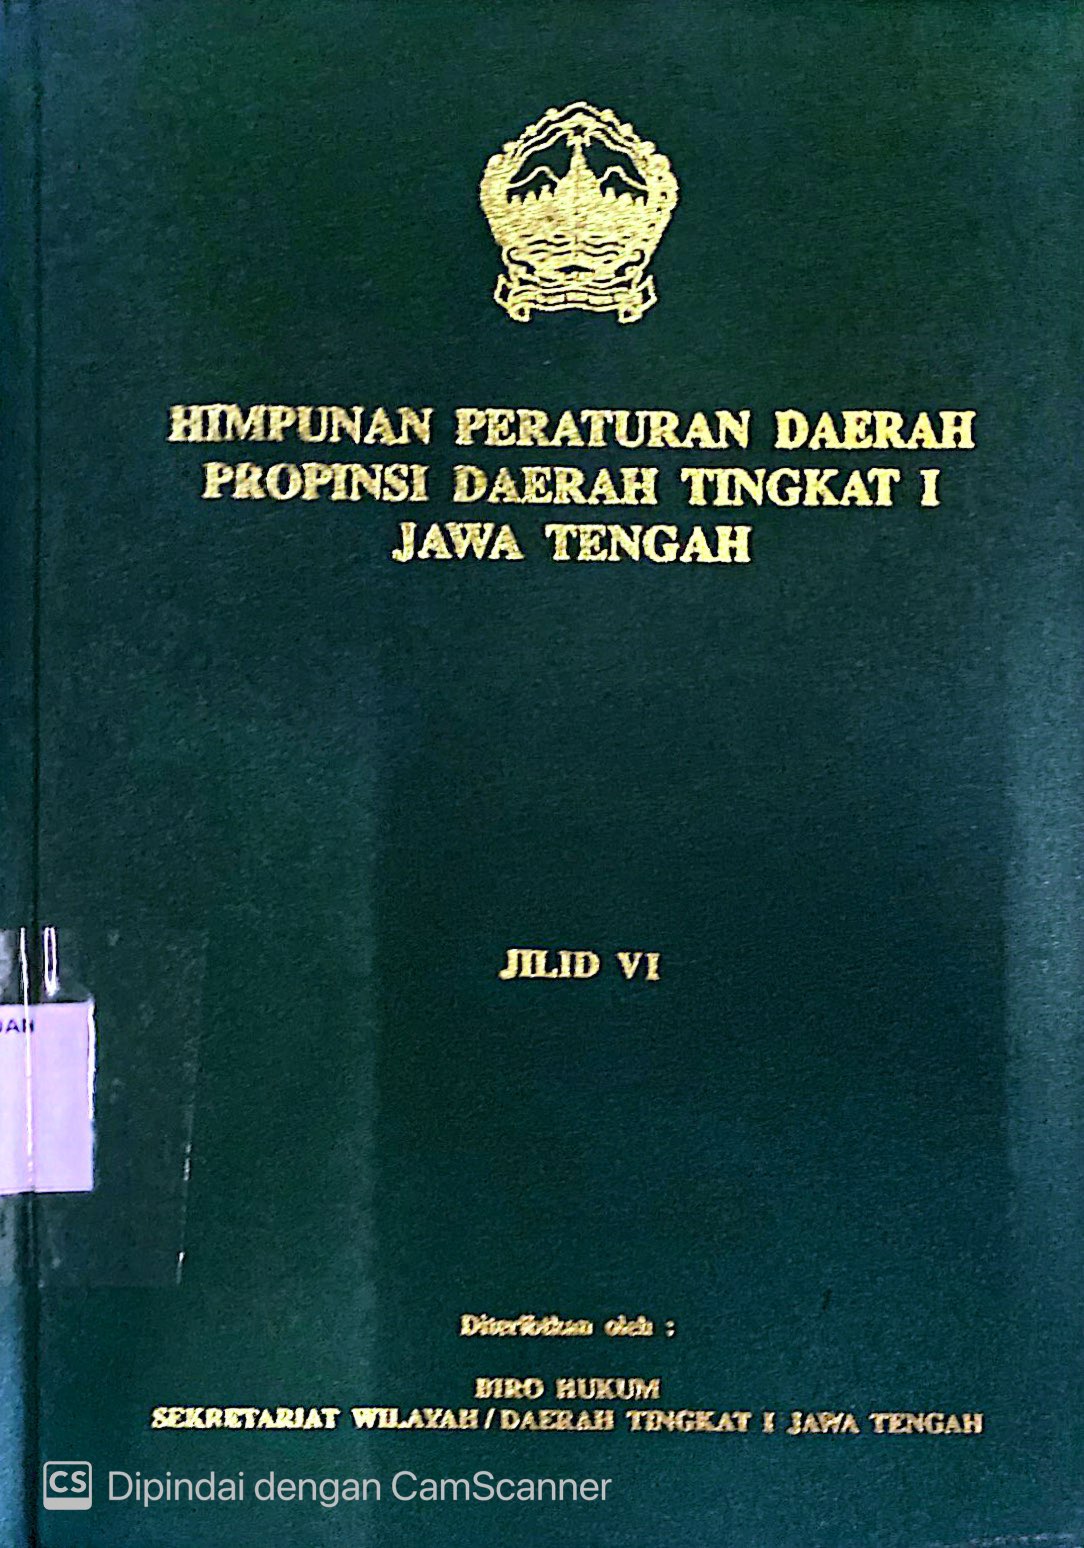 HIMPUNAN PERATURAN DAERAH
PROPINSI DAERAH TINGKAT I
JAWA TENGAH
JILID VI
Diterbitkan oleh :
BIRO HUKUM
SEKRETARIAT WILAYAH / DAERAH TINGKAT I JAWA TENGAH
CS Dipindai dengan CamScanner